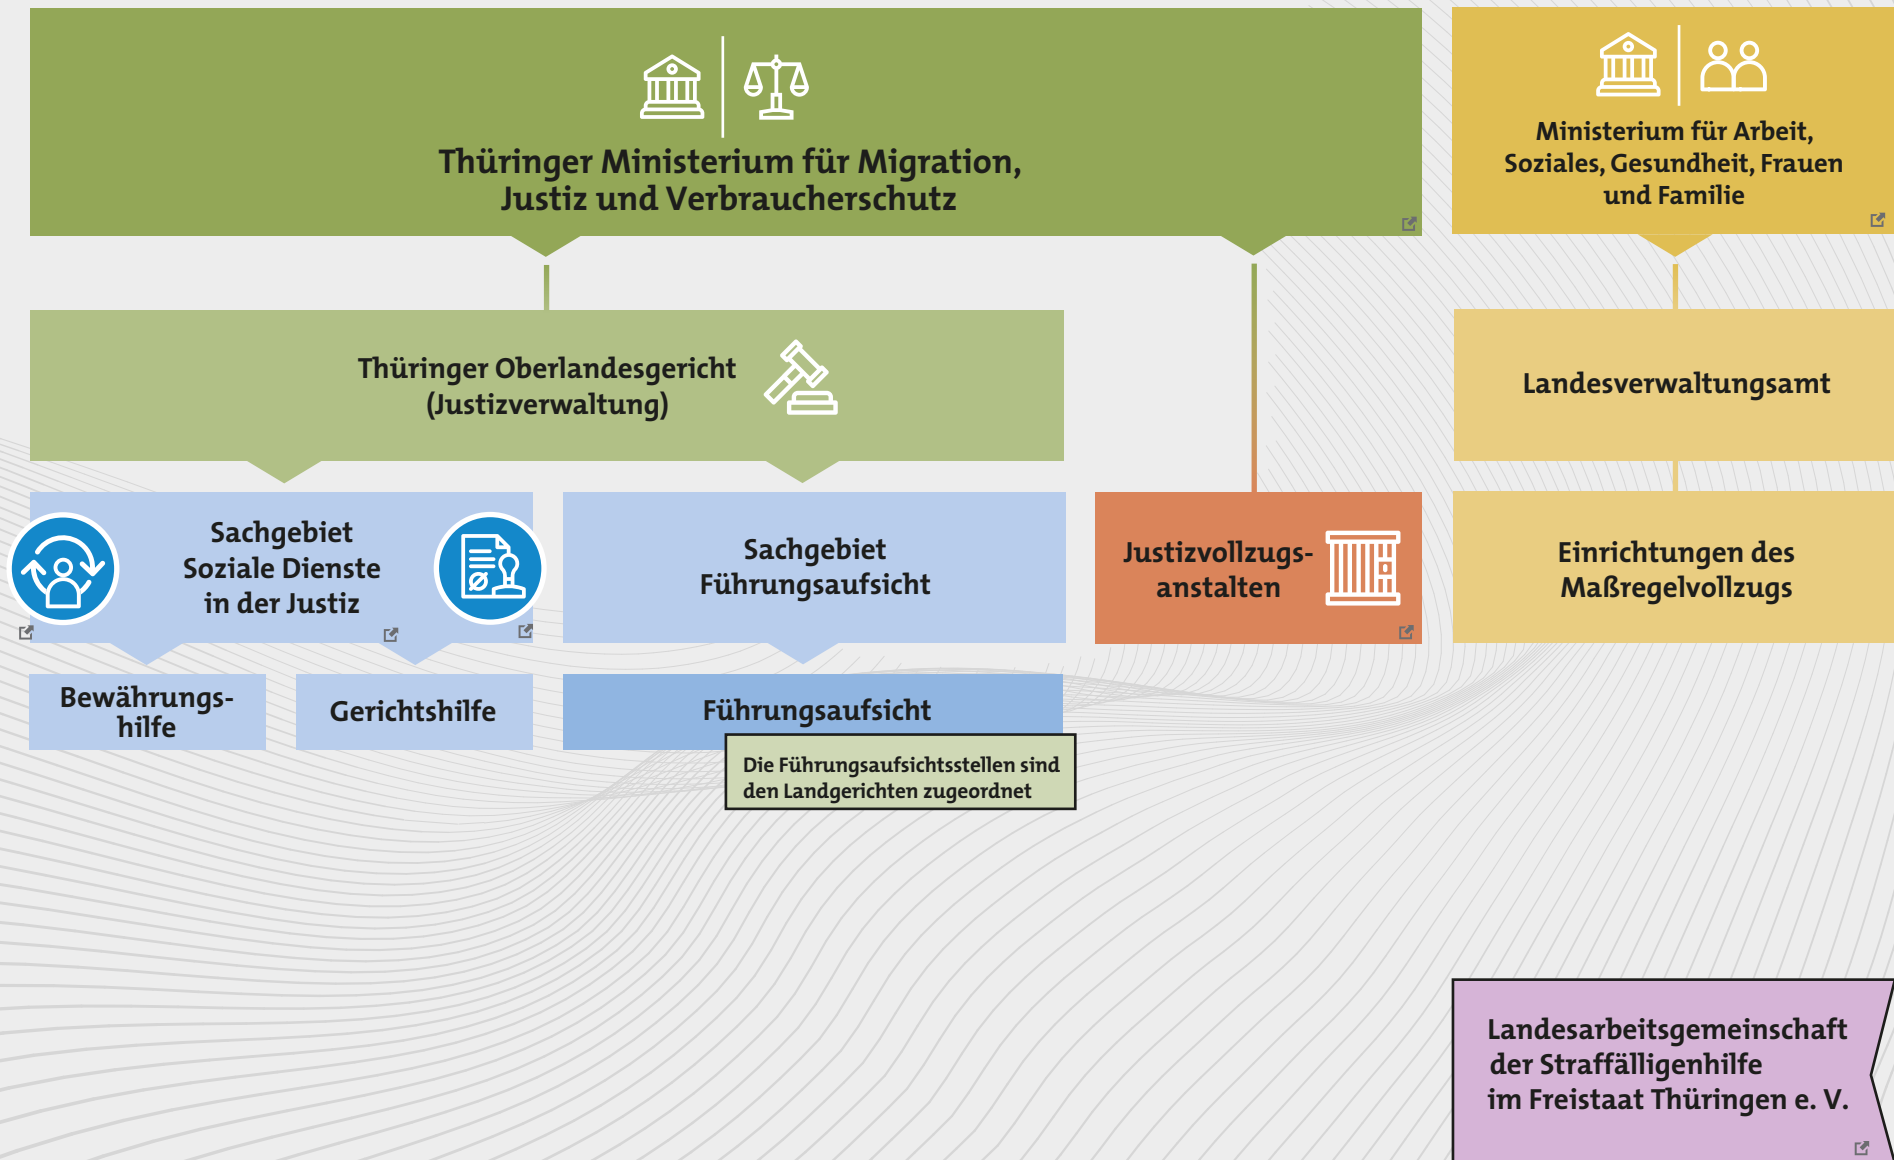 Thüringer Ministerium für Migration,
Justiz und Verbraucherschutz
Ministerium für Arbeit,
Soziales, Gesundheit, Frauen
und Familie
Thüringer Oberlandesgericht
(Justizverwaltung)
Landesverwaltungsamt
Sachgebiet
Soziale Dienste
in der Justiz
Sachgebiet
Führungsaufsicht
Justizvollzugs-
anstalten
Einrichtungen des
Maßregelvollzugs
Bewährungs-
hilfe
Gerichtshilfe
Führungsaufsicht
Die Führungsaufsichtsstellen sind
den Landgerichten zugeordnet
Landesarbeitsgemeinschaft
der Straffälligenhilfe
im Freistaat Thüringen e. V.